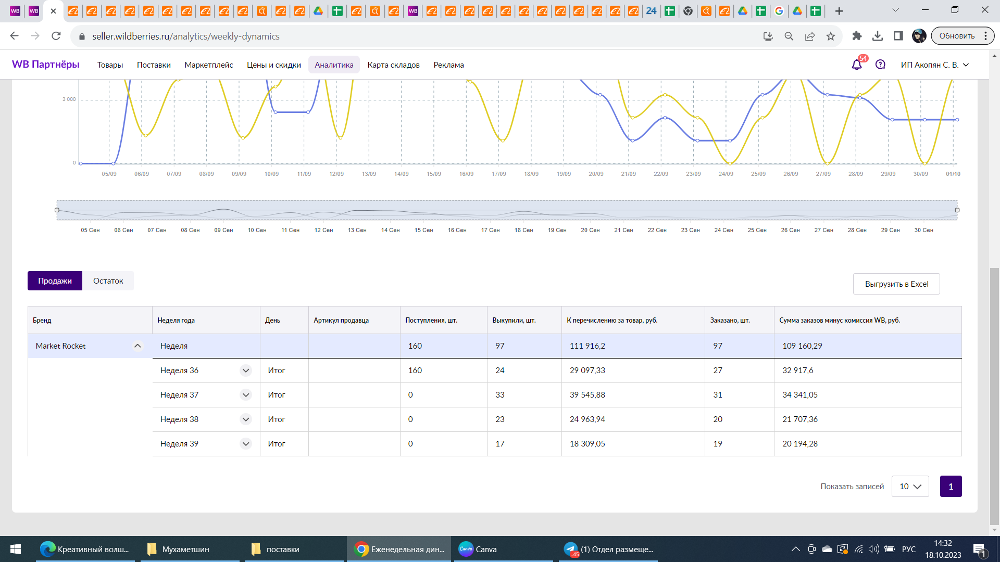 24
seller.wildberries.ru/analytics/weekly-dynamics
Обновить
WB Партнёры
Товары
Поставки
Маркетплейс
Цены и скидки
Аналитика
Карта складов
Реклама
54
ИП Акопян С. В.
3 000
0
05/09 06/09 07/09 08/09 09/09 10/09 11/09 12/09 13/09 14/09 15/09 16/09 17/09 18/09 19/09 20/09 21/09 22/09 23/09 24/09 25/09 26/09 27/09 28/09 29/09 30/09 01/10
05 Сен 06 Сен 07 Сен 08 Сен 09 Сен 10 Сен 11 Сен 12 Сен 13 Сен 14 Сен 15 Сен 16 Сен 17 Сен 18 Сен 19 Сен 20 Сен 21 Сен 22 Сен 23 Сен 24 Сен 25 Сен 26 Сен 27 Сен 28 Сен 29 Сен 30 Сен
Продажи
Остаток
Выгрузить в Excel
Бренд Неделя года День Артикул продавца Поступления, шт. Выкупили, шт. К перечислению за товар, руб. Заказано, шт. Сумма заказов минус комиссия WB, руб.
Market Rocket Неделя 160 97 111 916,2 97 109 160,29
Неделя 36 Итог 160 24 29 097,33 27 32 917,6
Неделя 37 Итог 0 33 39 545,88 31 34 341,05
Неделя 38 Итог 0 23 24 963,94 20 21 707,36
Неделя 39 Итог 0 17 18 309,05 19 20 194,28
Показать записей 10 1
Креативный волш...
Мухаметшин
поставки
Еженедельная дин...
Canva
(1) Отдел размеще...
..45
РУС
14:32
18.10.2023
1